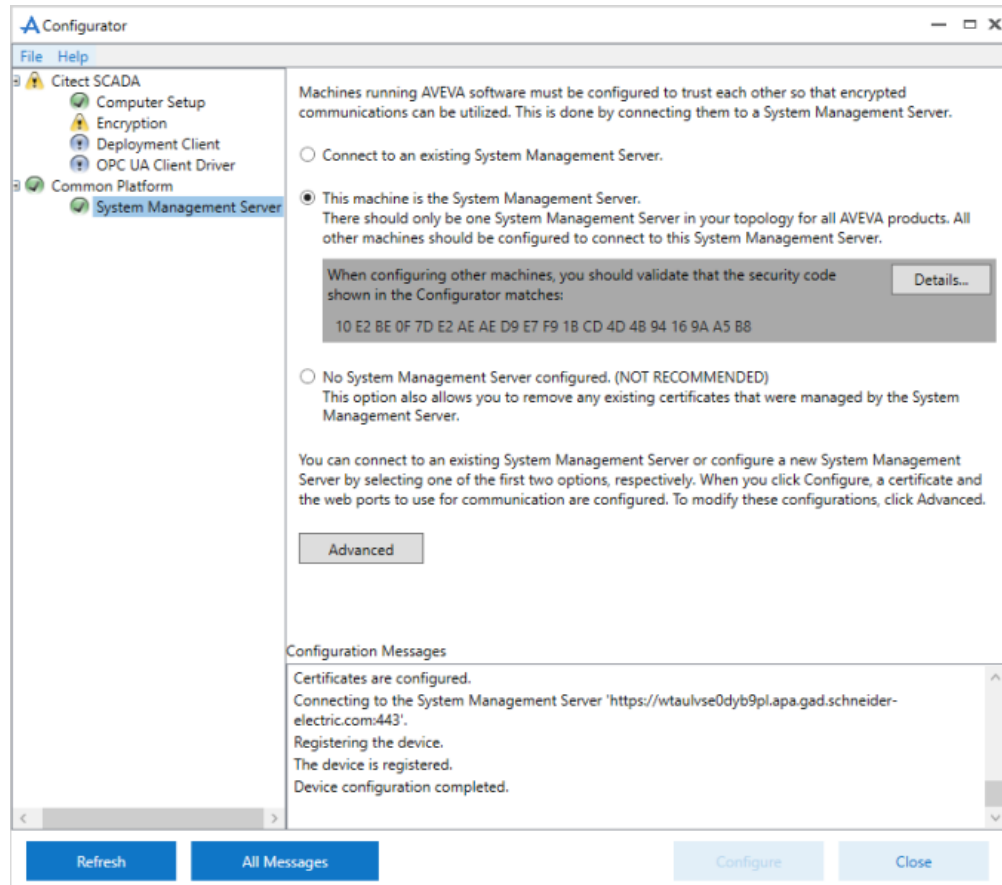 Configurator
File Help
Citect SCADA
Computer Setup
Encryption
Deployment Client
OPC UA Client Driver
Common Platform
System Management Server
Machines running AVEVA software must be configured to trust each other so that encrypted
communications can be utilized. This is done by connecting them to a System Management Server.
Connect to an existing System Management Server.
This machine is the System Management Server.
There should only be one System Management Server in your topology for all AVEVA products. All
other machines should be configured to connect to this System Management Server.
When configuring other machines, you should validate that the security code
shown in the Configurator matches:
Details...
10 E2 BE 0F 7D E2 AE AE D9 E7 F9 1B CD 4D 4B 94 16 9A A5 B8
No System Management Server configured. (NOT RECOMMENDED)
This option also allows you to remove any existing certificates that were managed by the System
Management Server.
You can connect to an existing System Management Server or configure a new System Management
Server by selecting one of the first two options, respectively. When you click Configure, a certificate and
the web ports to use for communication are configured. To modify these configurations, click Advanced.
Advanced
Configuration Messages
Certificates are configured.
Connecting to the System Management Server 'https://wtaulvse0dyb9pl.apa.gad.schneider-
electric.com:443'.
Registering the device.
The device is registered.
Device configuration completed.
Refresh All Messages Configure Close